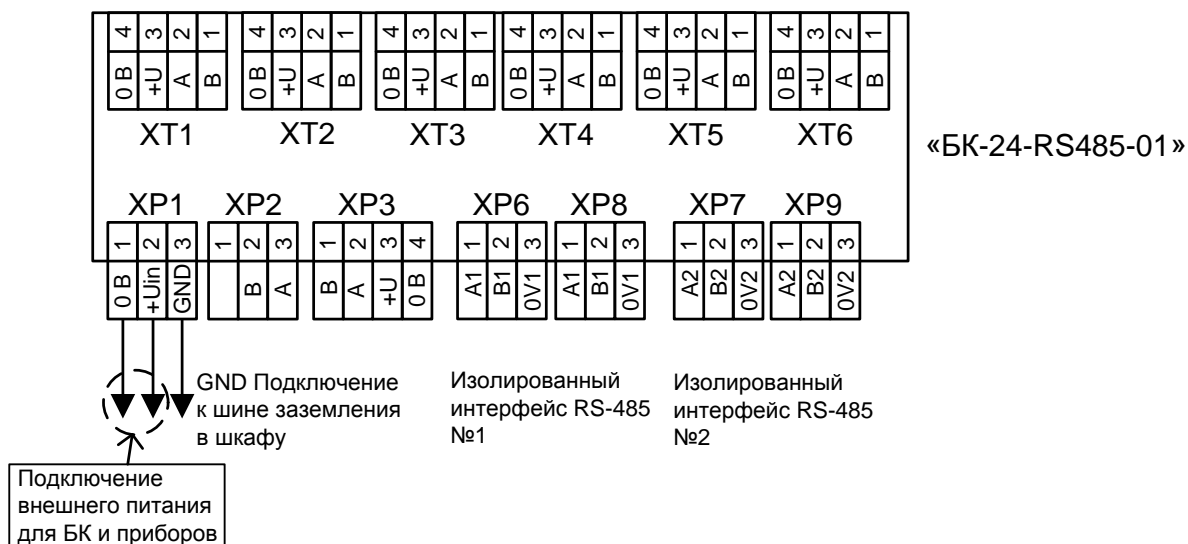 4 3 2 1 4 3 2 1 4 3 2 1 4 3 2 1 4 3 2 1 4 3 2 1
0 В +U A B 0 В +U A B 0 В +U A B 0 В +U A B 0 В +U A B 0 В +U A B
XT1 XT2 XT3 XT4 XT5 XT6
«БК-24-RS485-01»
XP1 XP2 XP3 XP6 XP8 XP7 XP9
1 2 3 1 2 3 1 2 3 4 1 2 3 1 2 3 1 2 3 1 2 3
0 В +Uin GND B A B A +U 0 В A1 B1 0V1 A1 B1 0V1 A2 B2 0V2 A2 B2 0V2
GND Подключение
к шине заземления
в шкафу
Изолированный
интерфейс RS-485
№1
Изолированный
интерфейс RS-485
№2
Подключение
внешнего питания
для БК и приборов